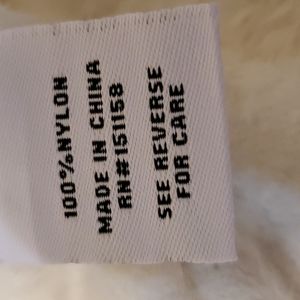 100%NYLON
MADE IN CHINA
RN#151158
SEE REVERSE
FOR CARE